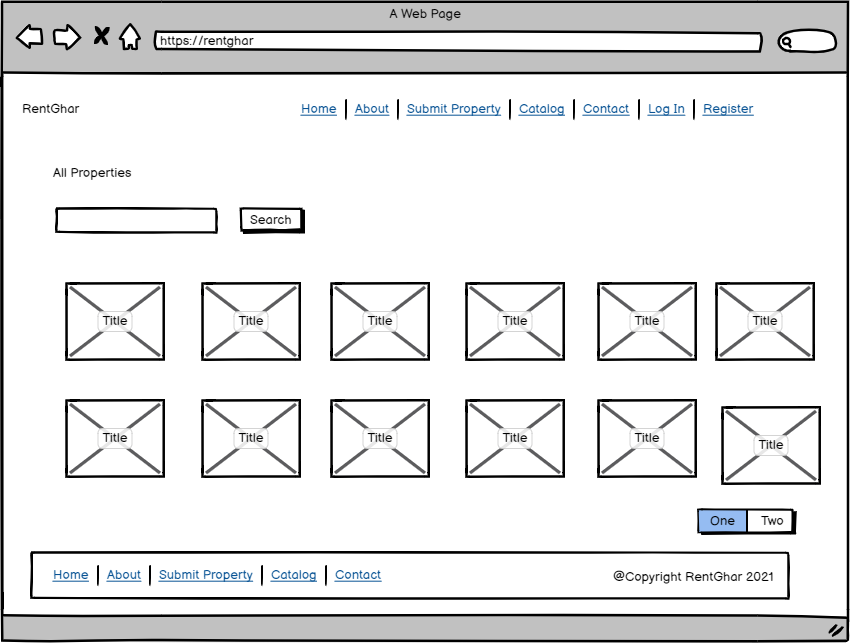 A Web Page
https://rentghar
RentGhar
Home About Submit Property Catalog Contact Log In Register
All Properties
Search
Title Title Title Title Title Title
Title Title Title Title Title Title
One Two
Home About Submit Property Catalog Contact @Copyright RentGhar 2021